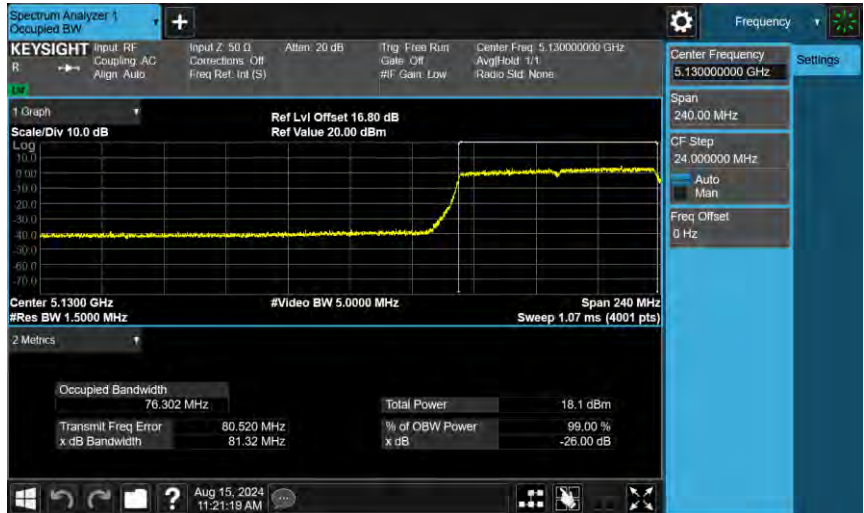 Spectrum Analyzer 1
Occupied BW
+
Frequency
KEYSIGHT
R
Input: RF
Coupling: AC
Align: Auto
Input Z: 50 Ω
Corrections: Off
Freq Ref: Int (S)
Atten: 20 dB
Trig: Free Run
Gate: Off
#IF Gain: Low
Center Freq: 5.130000000 GHz
Avg|Hold: 1/1
Radio Std: None
Center Frequency
5.130000000 GHz
Settings
Span
240.00 MHz
CF Step
24.000000 MHz
Auto
Man
Freq Offset
0 Hz
1 Graph
Scale/Div 10.0 dB
Ref Lvl Offset 16.80 dB
Ref Value 20.00 dBm
Log
10.0
0.00
-10.0
-20.0
-30.0
-40.0
-50.0
-60.0
-70.0
Center 5.1300 GHz
#Video BW 5.0000 MHz
Span 240 MHz
#Res BW 1.5000 MHz
Sweep 1.07 ms (4001 pts)
2 Metrics
Occupied Bandwidth
76.302 MHz
Total Power 18.1 dBm
Transmit Freq Error 80.520 MHz
% of OBW Power 99.00 %
x dB Bandwidth 81.32 MHz
x dB -26.00 dB
?
Aug 15, 2024
11:21:19 AM